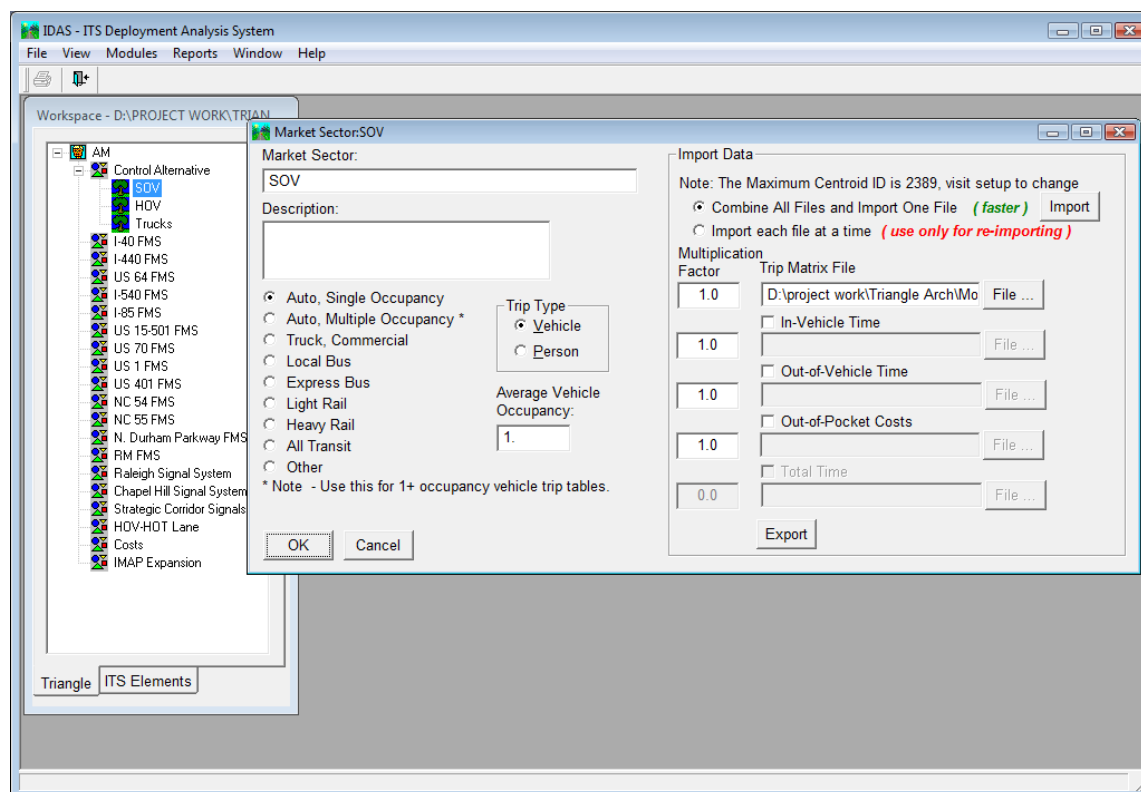 IDAS - ITS Deployment Analysis System
File View Modules Reports Window Help
Workspace - D:\PROJECT WORK\TRIAN
AM
Control Alternative
SOV
HOV
Trucks
I-40 FMS
I-440 FMS
US 64 FMS
I-540 FMS
I-85 FMS
US 15-501 FMS
US 70 FMS
US 1 FMS
US 401 FMS
NC 54 FMS
NC 55 FMS
N. Durham Parkway FMS
RM FMS
Raleigh Signal System
Chapel Hill Signal System
Strategic Corridor Signals
HOV-HOT Lane
Costs
IMAP Expansion
Triangle ITS Elements
Market Sector:SOV
Market Sector:
SOV
Description:
Auto, Single Occupancy
Auto, Multiple Occupancy *
Truck, Commercial
Local Bus
Express Bus
Light Rail
Heavy Rail
All Transit
Other
* Note - Use this for 1+ occupancy vehicle trip tables.
Trip Type
Vehicle
Person
Average Vehicle
Occupancy:
1.
OK Cancel
Import Data
Note: The Maximum Centroid ID is 2389, visit setup to change
Combine All Files and Import One File ( faster ) Import
Import each file at a time ( use only for re-importing )
Multiplication
Factor Trip Matrix File
1.0 D:\project work\Triangle Arch\Mo File ...
In-Vehicle Time
1.0 File ...
Out-of-Vehicle Time
1.0 File ...
Out-of-Pocket Costs
1.0 File ...
Total Time
0.0 File ...
Export